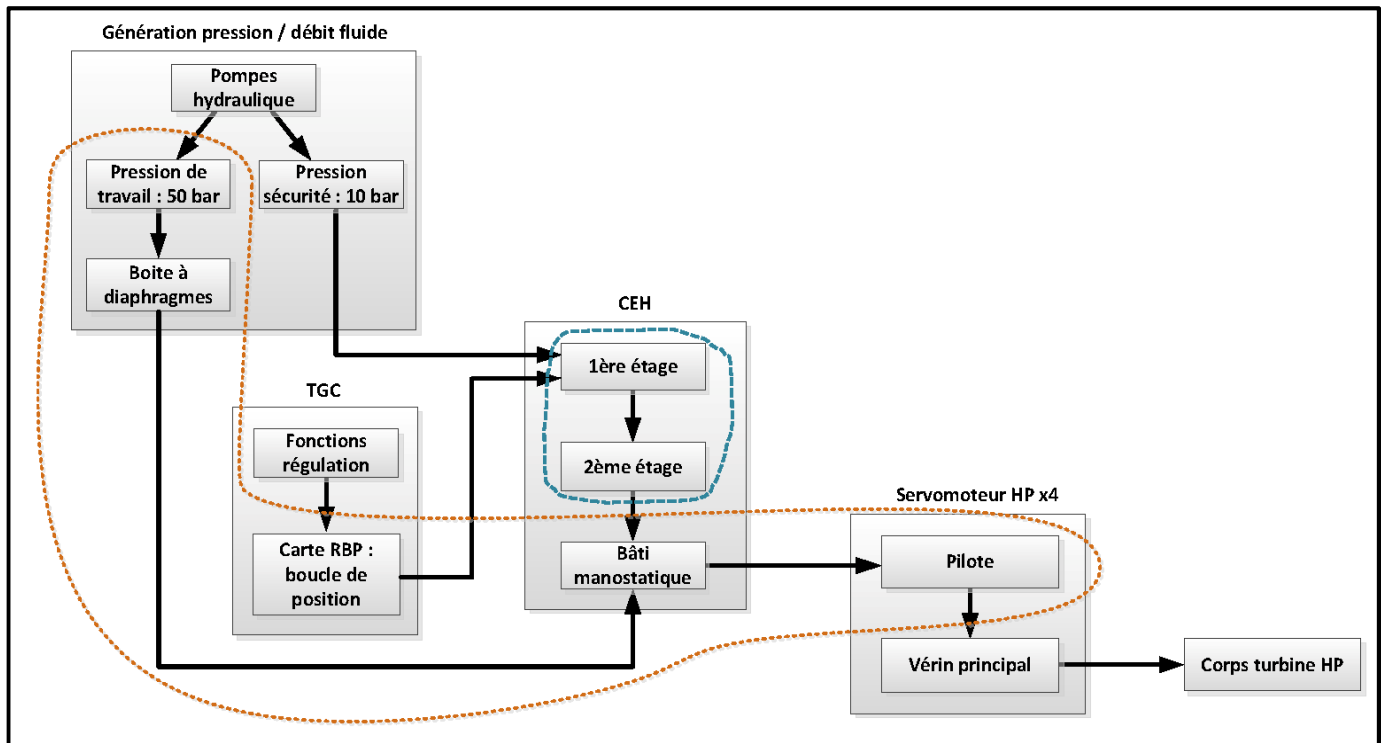 Génération pression / débit fluide
Pompes
hydraulique
Pression de
travail : 50 bar
Pression
sécurité : 10 bar
Boite à
diaphragmes
CEH
1ère étage
2ème étage
Bâti
manostatique
TGC
Fonctions
régulation
Carte RBP :
boucle de
position
Servomoteur HP x4
Pilote
Vérin principal
Corps turbine HP